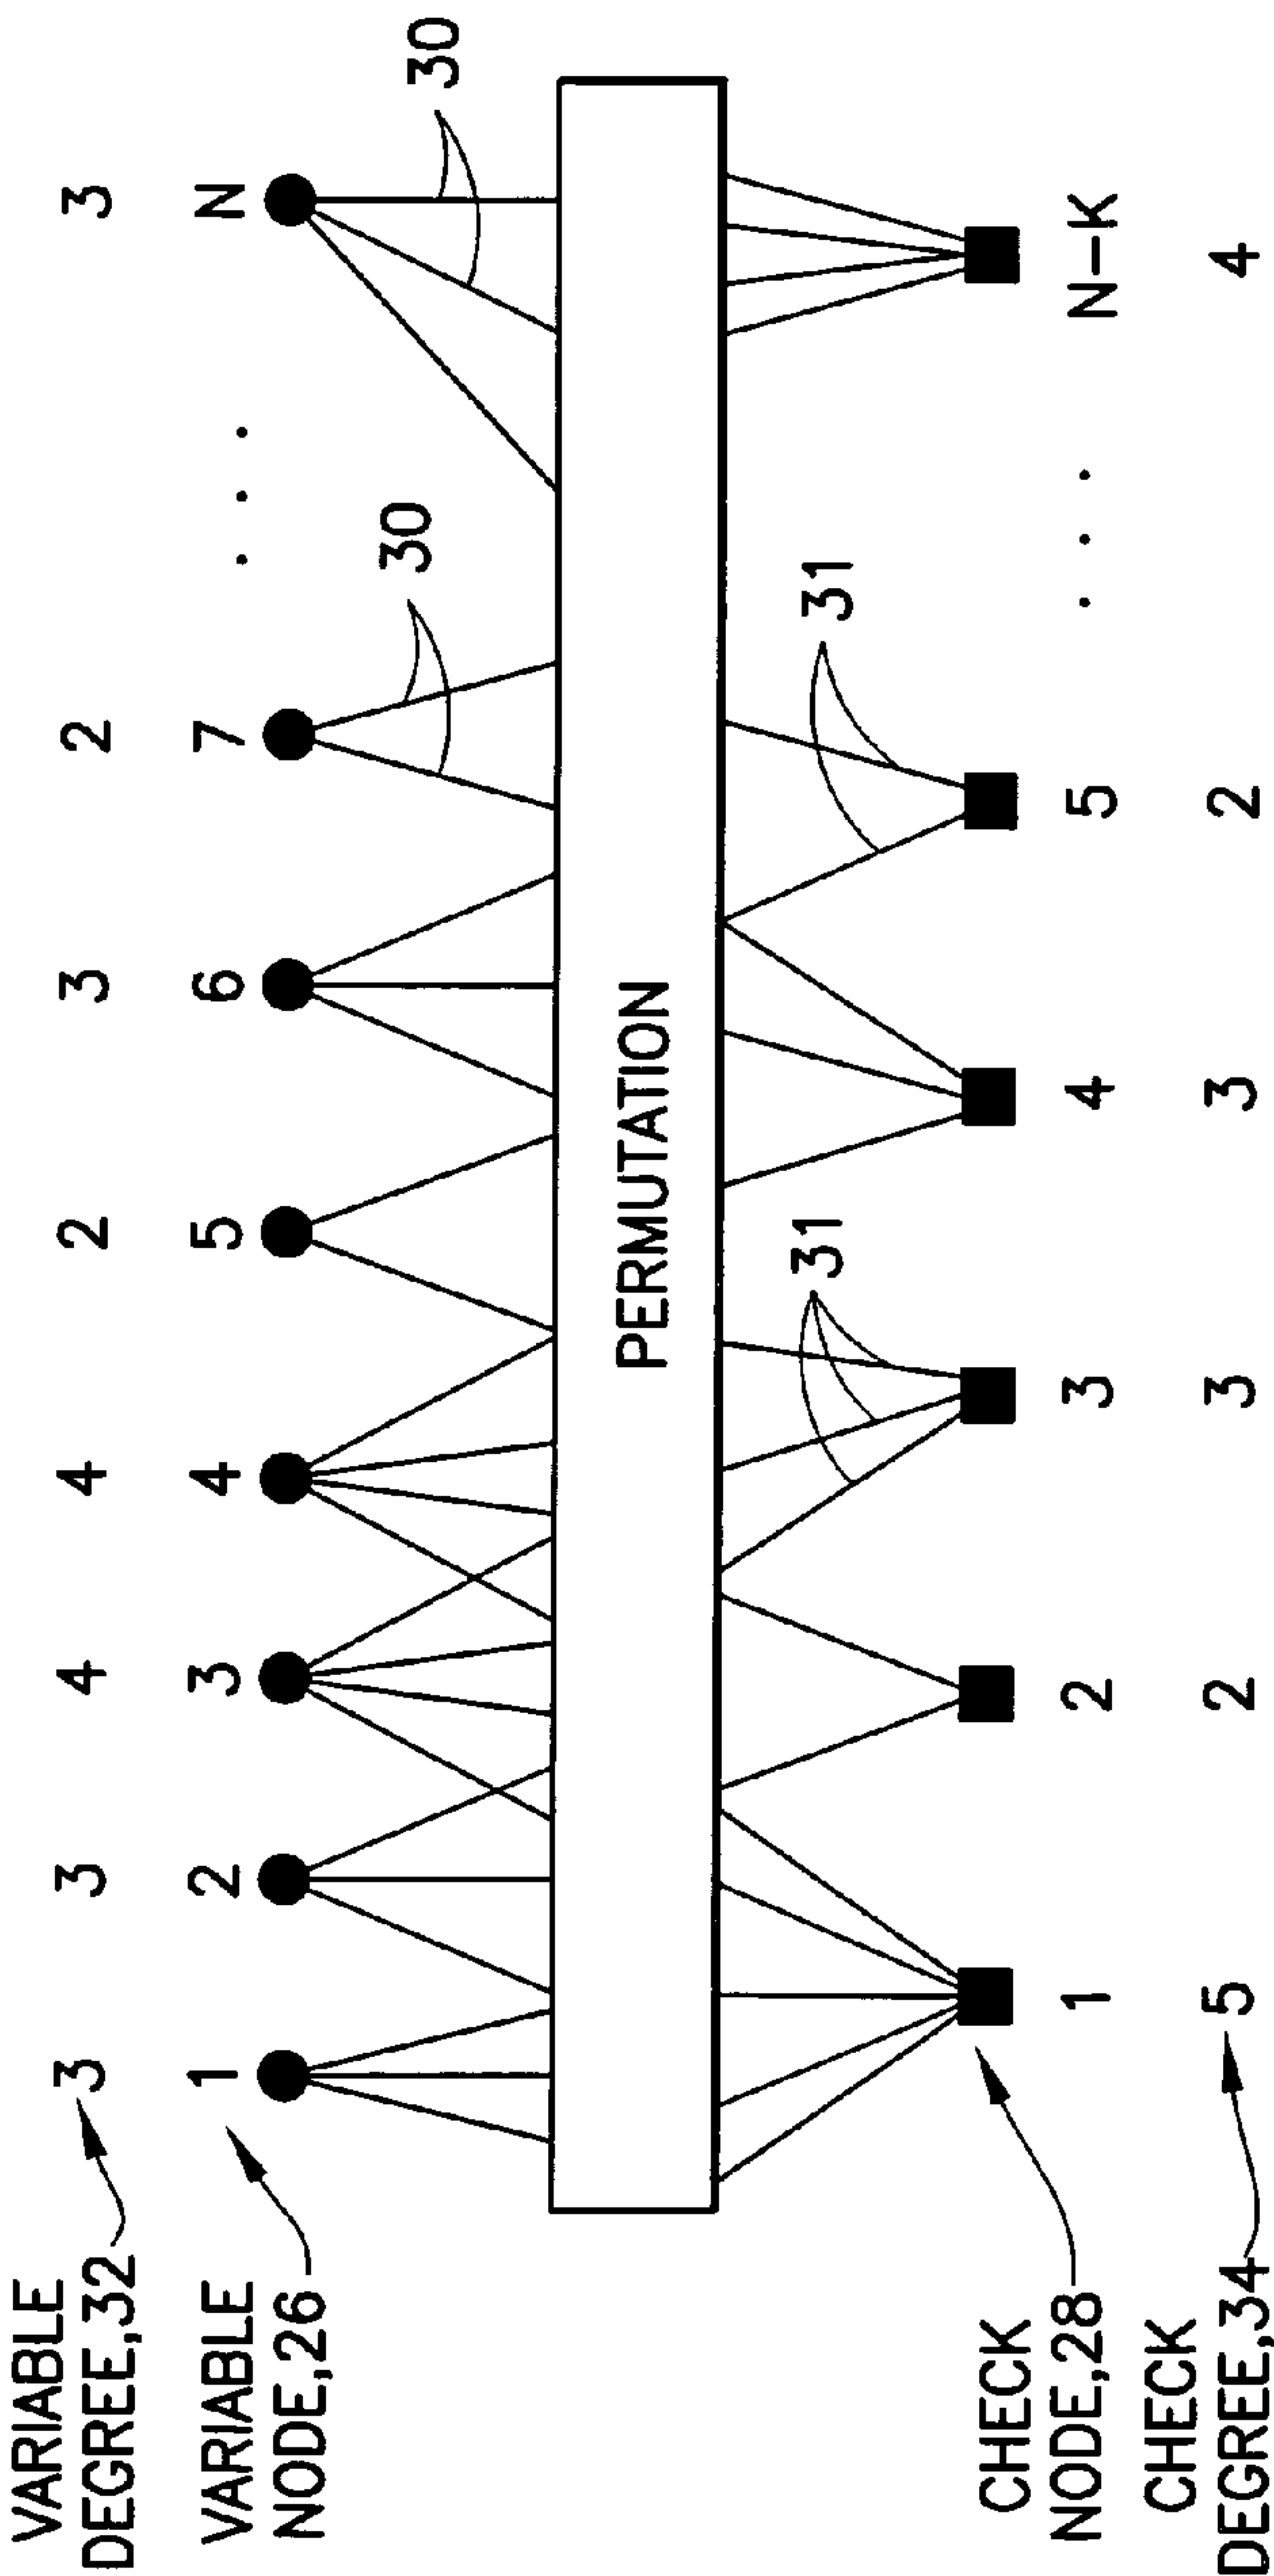 VARIABLE
DEGREE,32
3 3 4 4 2 3 2 3
VARIABLE
NODE,26
1 2 3 4 5 6 7 . . . N
30
30
PERMUTATION
31
31
CHECK
NODE,28
1 2 3 4 5 . . . N-K
CHECK
DEGREE,34
5 2 3 3 2 4